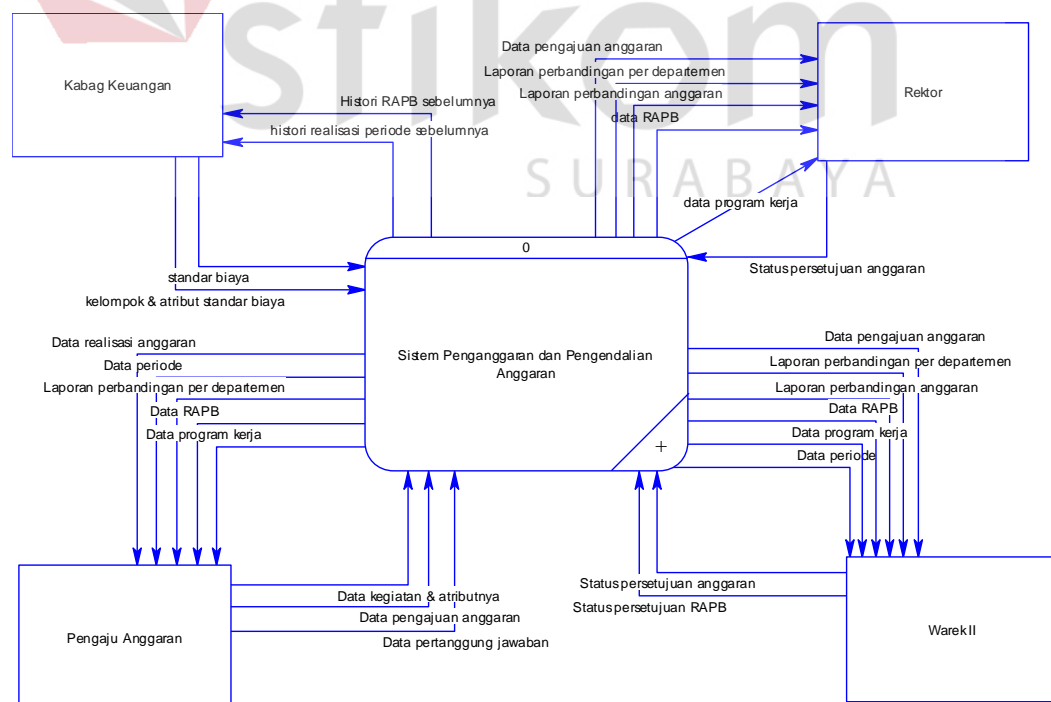 stikom
SURABAYA
Kabag Keuangan
Rektor
Data pengajuan anggaran
Laporan perbandingan per departemen
Laporan perbandingan anggaran
data RAPB
Histori RAPB sebelumnya
histori realisasi periode sebelumnya
data program kerja
0
Status persetujuan anggaran
standar biaya
kelompok & atribut standar biaya
Sistem Penganggaran dan Pengendalian
Anggaran
+
Data realisasi anggaran
Data periode
Laporan perbandingan per departemen
Data RAPB
Data program kerja
Data pengajuan anggaran
Laporan perbandingan per departemen
Laporan perbandingan anggaran
Data RAPB
Data program kerja
Data periode
Pengaju Anggaran
Data kegiatan & atributnya
Data pengajuan anggaran
Data pertanggung jawaban
Status persetujuan anggaran
Status persetujuan RAPB
Warek II